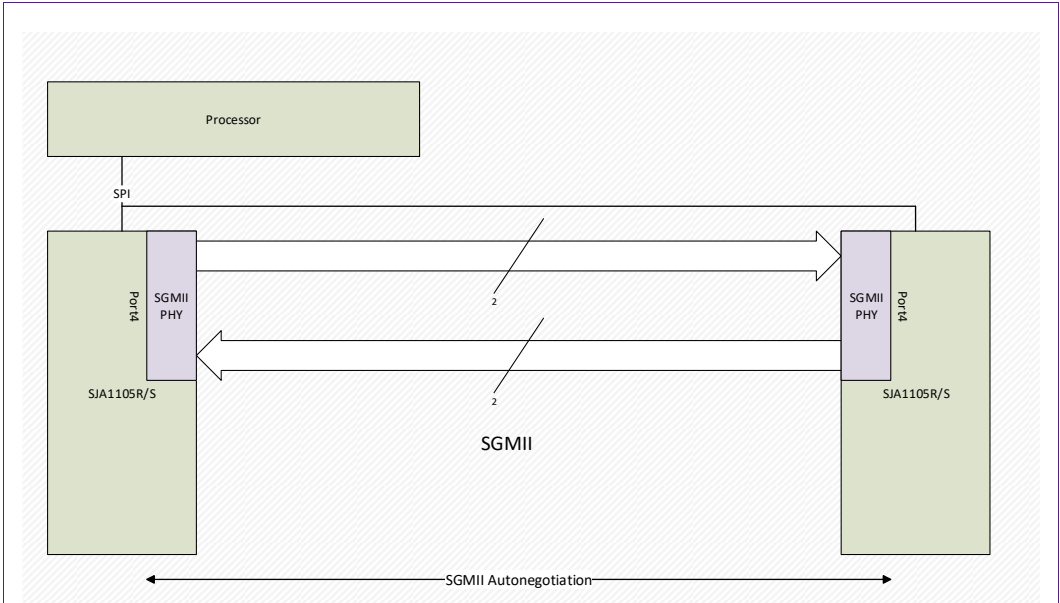 Processor
SPI
Port4
SGMII
PHY
SGMII
PHY
Port4
2
2
SJA1105R/S
SJA1105R/S
SGMII
SGMII Autonegotiation